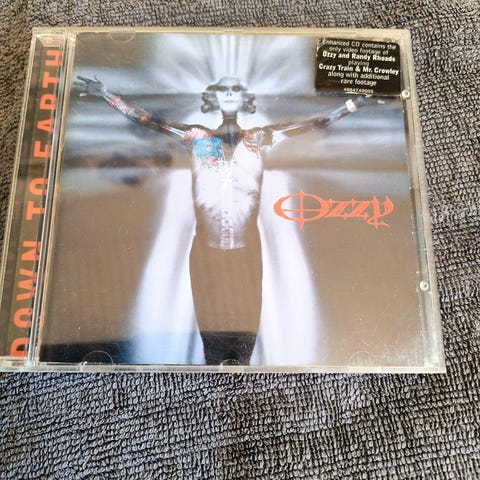 DOWN TO EARTH
Enhanced CD contains the
only video footage of
Ozzy and Randy Rhoads
playing
Crazy Train & Mr. Crowley
along with additional
rare footage
4984749000
Ozzy